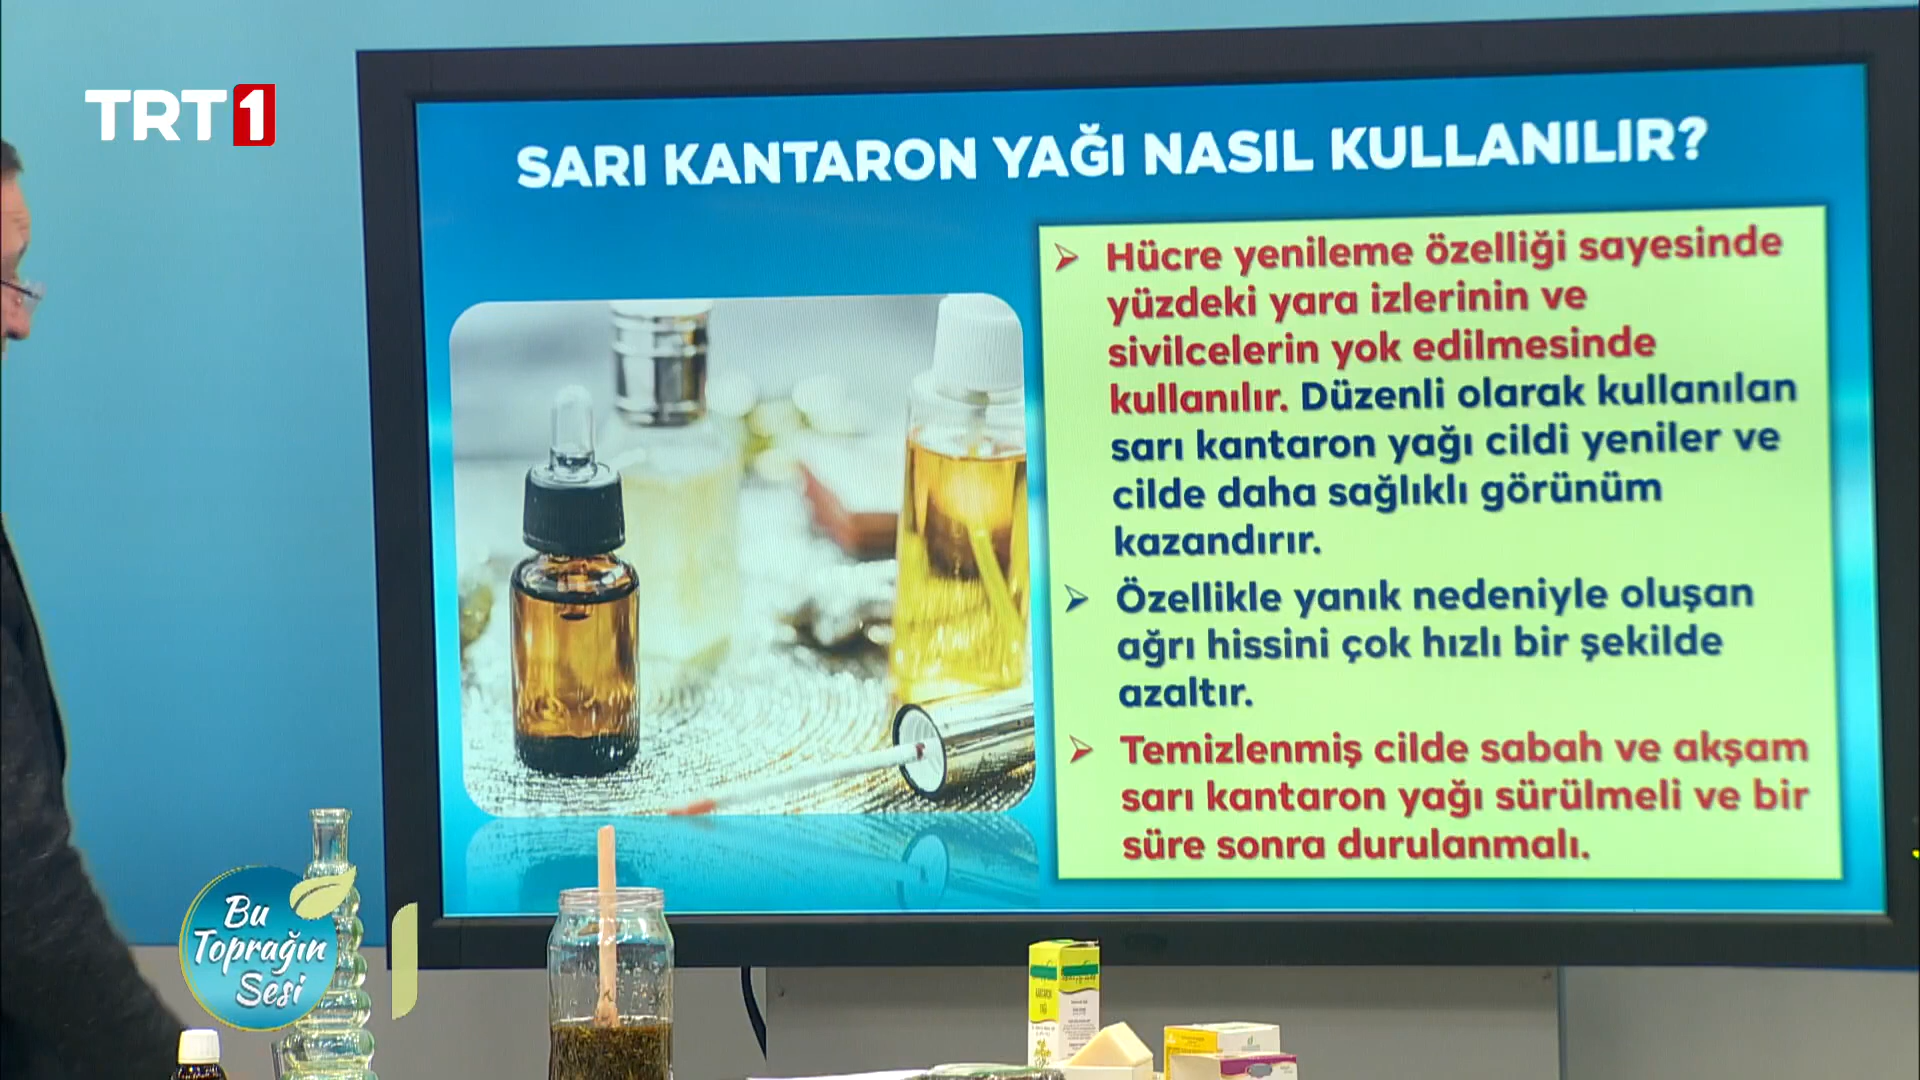 TRT 1
SARI KANTARON YAĞI NASIL KULLANILIR?
Hücre yenileme özelliği sayesinde
yüzdeki yara izlerinin ve
sivilcelerin yok edilmesinde
kullanılır. Düzenli olarak kullanılan
sarı kantaron yağı cildi yeniler ve
cilde daha sağlıklı görünüm
kazandırır.
Özellikle yanık nedeniyle oluşan
ağrı hissini çok hızlı bir şekilde
azaltır.
Temizlenmiş cilde sabah ve akşam
sarı kantaron yağı sürülmeli ve bir
süre sonra durulanmalı.
Bu
Toprağın
Sesi